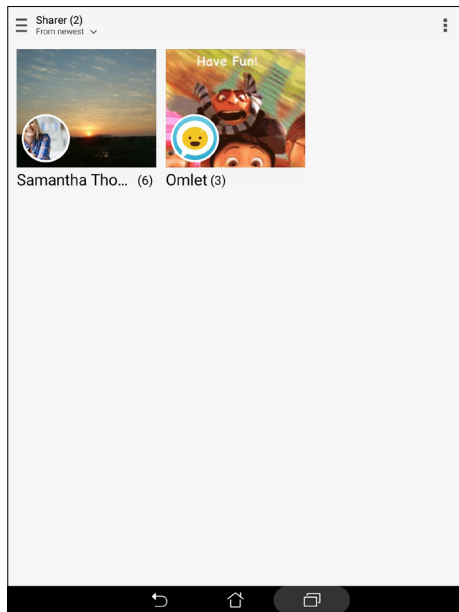 Sharer (2)
From newest
Have Fun!
Samantha Tho... (6)
Omlet (3)